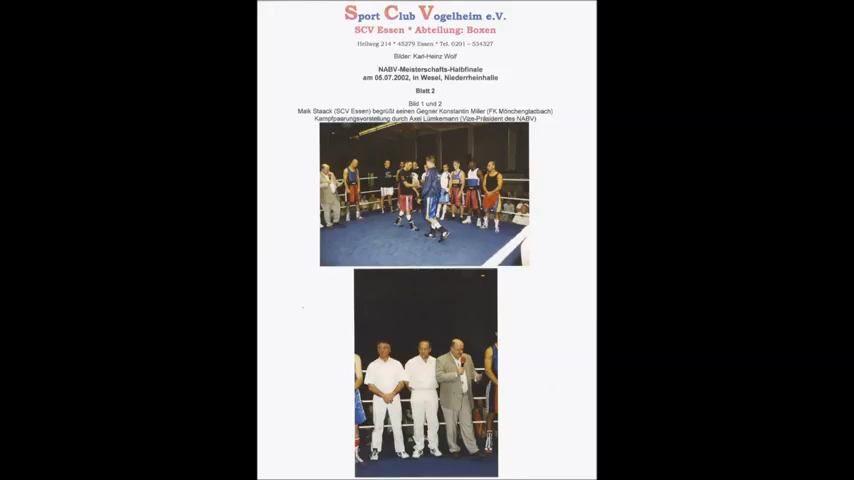 Sport Club Vogelheim e.V.
SCV Essen * Abteilung: Boxen
Hellweg 214 * 45279 Essen * Tel. 0201 – 534327
Bilder: Karl-Heinz Wolf
NABV-Meisterschafts-Halbfinale
am 05.07.2002, in Wesel, Niederrheinhalle
Blatt 2
Bild 1 und 2
Maik Staack (SCV Essen) begrüßt seinen Gegner Konstantin Miller (FK Mönchengladbach)
Kampfpaarungsvorstellung durch Axel Lümkemann (Vize-Präsident des NABV)